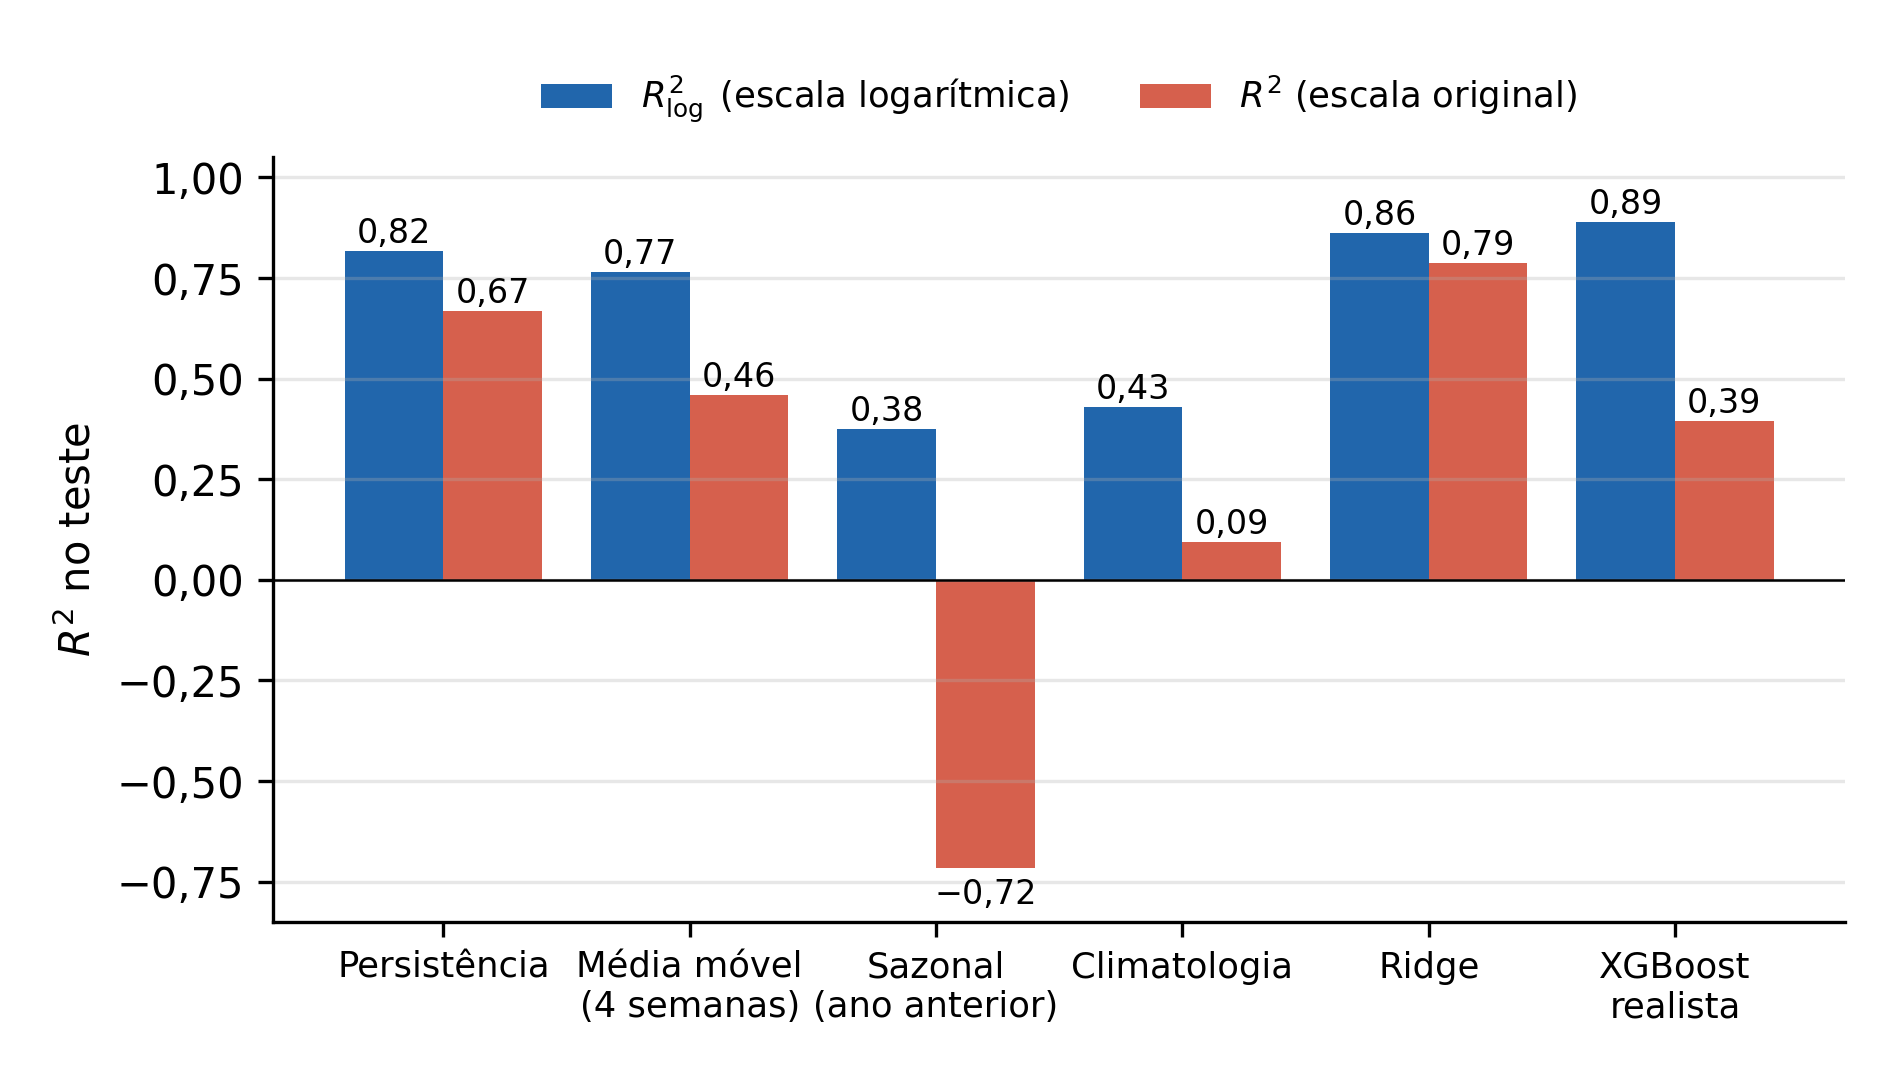 R²log (escala logarítmica) R² (escala original)
1,00
0,75
0,50
0,25
0,00
−0,25
−0,50
−0,75
R² no teste
0,82 0,67
0,77 0,46
0,38 −0,72
0,43 0,09
0,86 0,79
0,89 0,39
Persistência
Média móvel
(4 semanas)
Sazonal
(ano anterior)
Climatologia
Ridge
XGBoost
realista